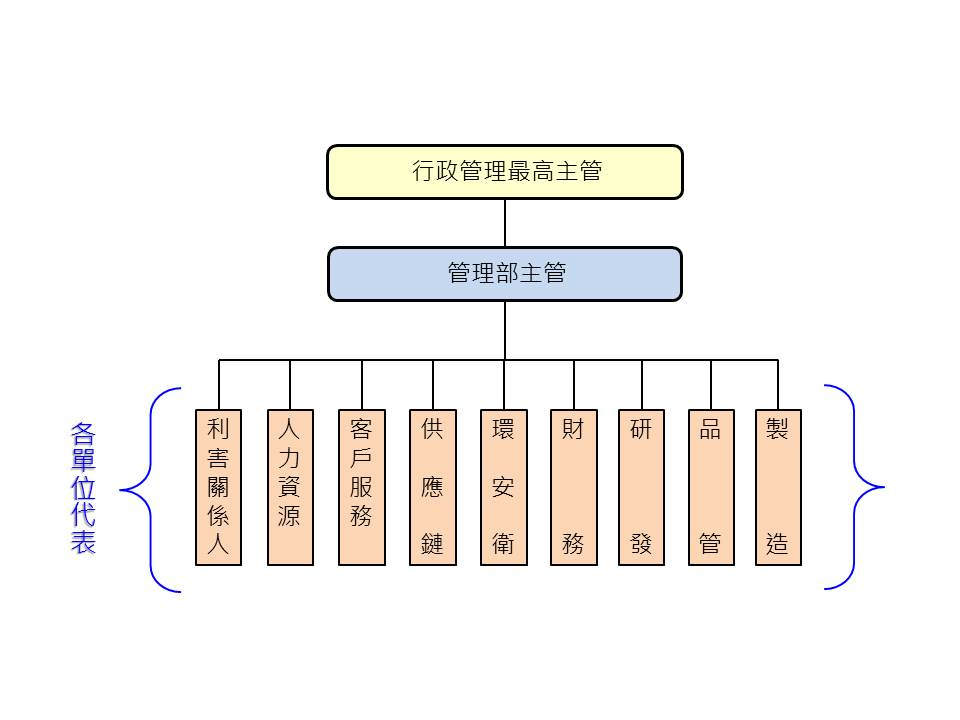 行政管理最高主管
管理部主管
各單位代表
利害關係人
人力資源
客戶服務
供應鏈
環安衛
財務
研發
品管
製造